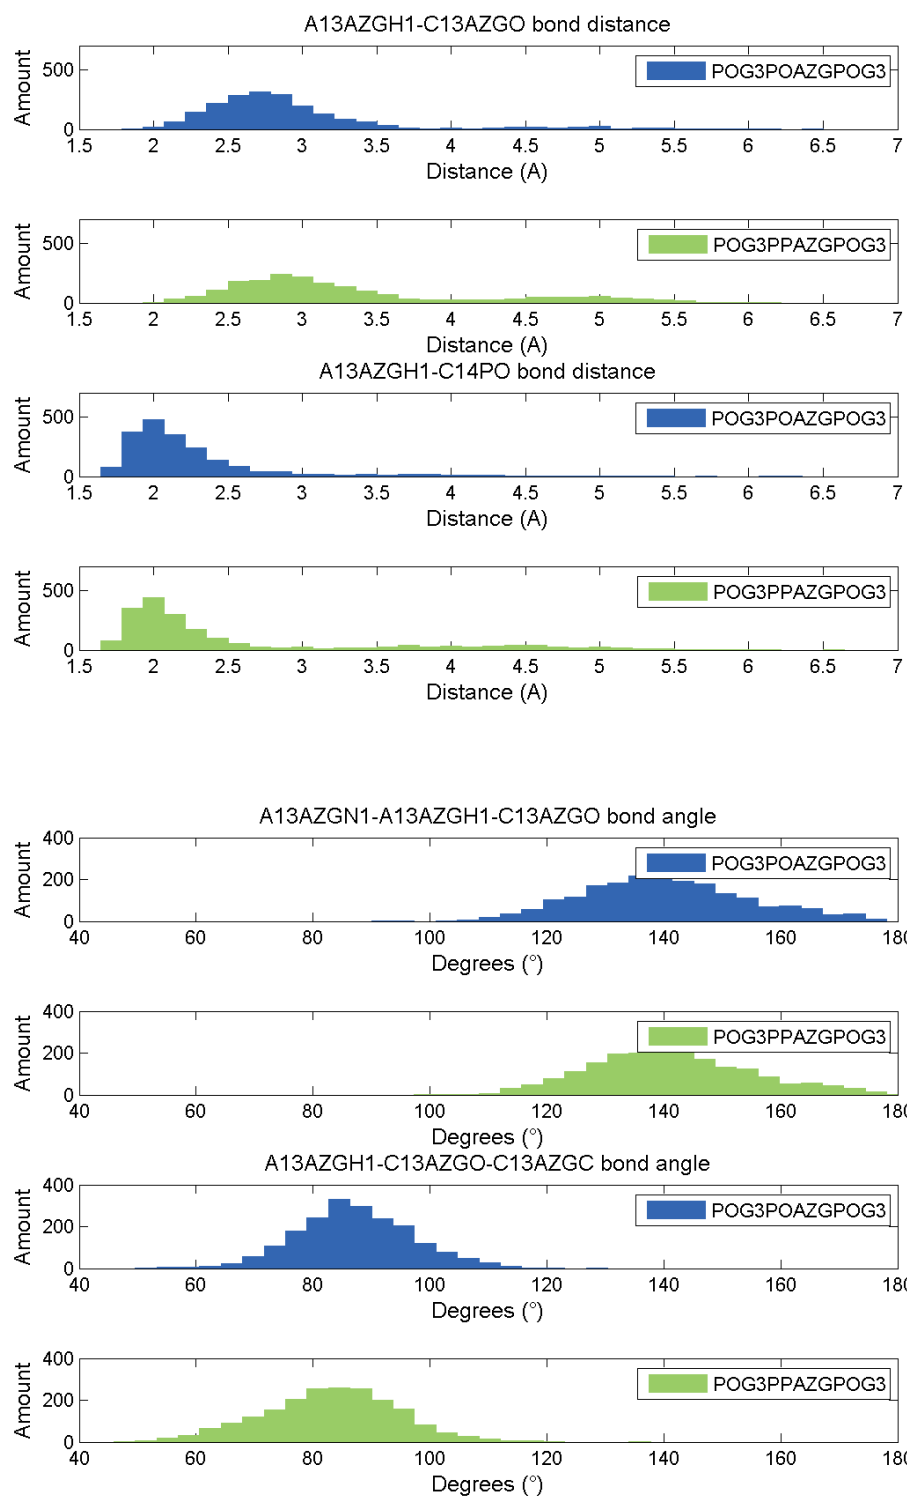 A13AZGH1-C13AZGO bond distance
Amount
500
0
POG3POAZGPOG3
1.5 2 2.5 3 3.5 4 4.5 5 5.5 6 6.5 7
Distance (A)
Amount
500
0
POG3PPAZGPOG3
1.5 2 2.5 3 3.5 4 4.5 5 5.5 6 6.5 7
Distance (A)
A13AZGH1-C14PO bond distance
Amount
500
0
POG3POAZGPOG3
1.5 2 2.5 3 3.5 4 4.5 5 5.5 6 6.5 7
Distance (A)
Amount
500
0
POG3PPAZGPOG3
1.5 2 2.5 3 3.5 4 4.5 5 5.5 6 6.5 7
Distance (A)
A13AZGN1-A13AZGH1-C13AZGO bond angle
Amount
400
200
0
POG3POAZGPOG3
40 60 80 100 120 140 160 180
Degrees (°)
Amount
400
200
0
POG3PPAZGPOG3
40 60 80 100 120 140 160 180
Degrees (°)
A13AZGH1-C13AZGO-C13AZGC bond angle
Amount
400
200
0
POG3POAZGPOG3
40 60 80 100 120 140 160 180
Degrees (°)
Amount
400
200
0
POG3PPAZGPOG3
40 60 80 100 120 140 160 180
Degrees (°)